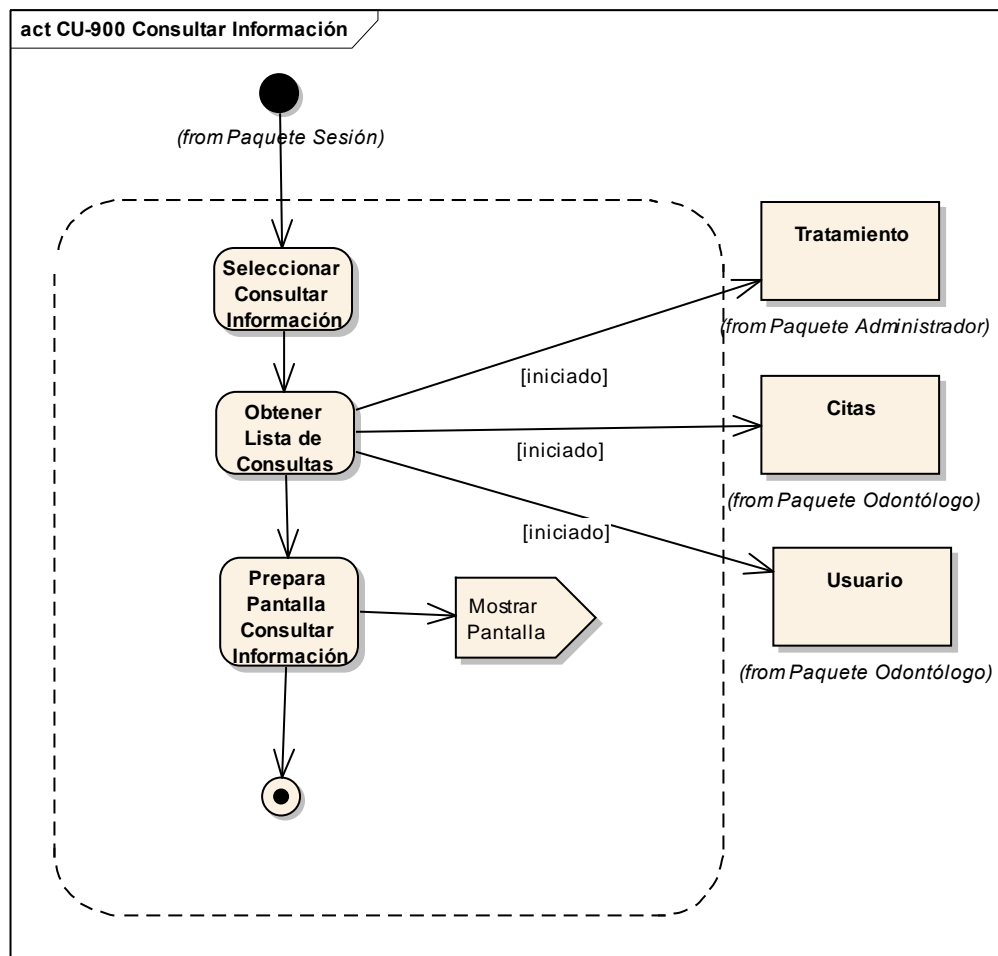 act CU-900 Consultar Información
(from Paquete Sesión)
Seleccionar
Consultar
Información
Tratamiento
(from Paquete Administrador)
[iniciado]
Obtener
Lista de
Consultas
[iniciado]
Citas
(from Paquete Odontólogo)
[iniciado]
Usuario
(from Paquete Odontólogo)
Prepara
Pantalla
Consultar
Información
Mostrar
Pantalla